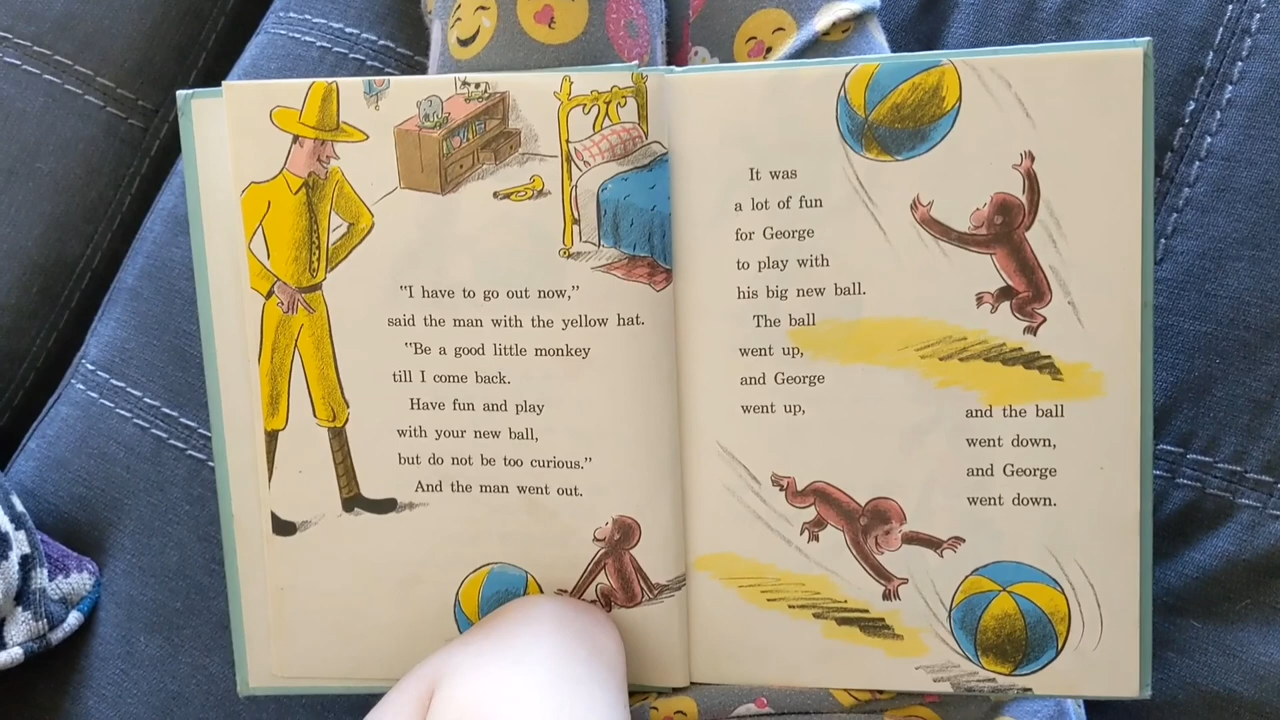 "I have to go out now,"
said the man with the yellow hat.
"Be a good little monkey
till I come back.
Have fun and play
with your new ball,
but do not be too curious."
And the man went out.
It was
a lot of fun
for George
to play with
his big new ball.
The ball
went up,
and George
went up,
and the ball
went down,
and George
went down.